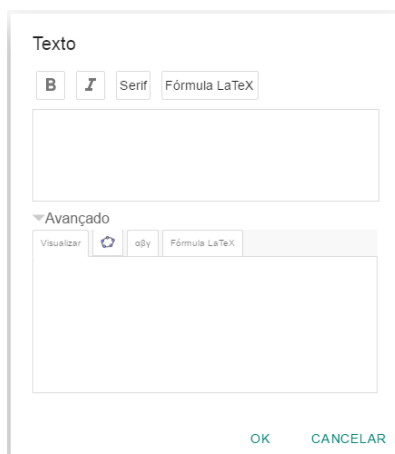 Texto
B I Serif Fórmula LaTeX
Avançado
Visualizar αβγ Fórmula LaTeX
OK CANCELAR